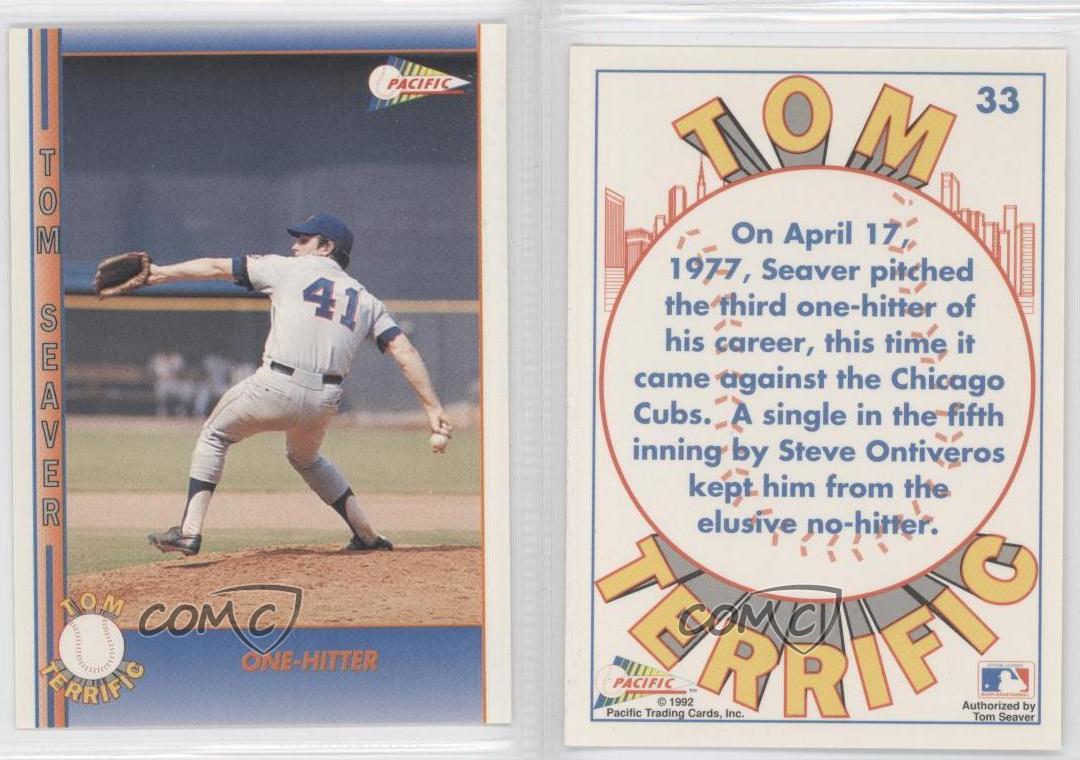 PACIFIC
TOM SEAVER
41
TOM
TERRIFIC
COMC
ONE-HITTER
33
TOM
On April 17,
1977, Seaver pitched
the third one-hitter of
his career, this time it
came against the Chicago
Cubs. A single in the fifth
inning by Steve Ontiveros
kept him from the
elusive no-hitter.
TERRIFIC
COMC
PACIFIC™
© 1992
Pacific Trading Cards, Inc.
Authorized by
Tom Seaver